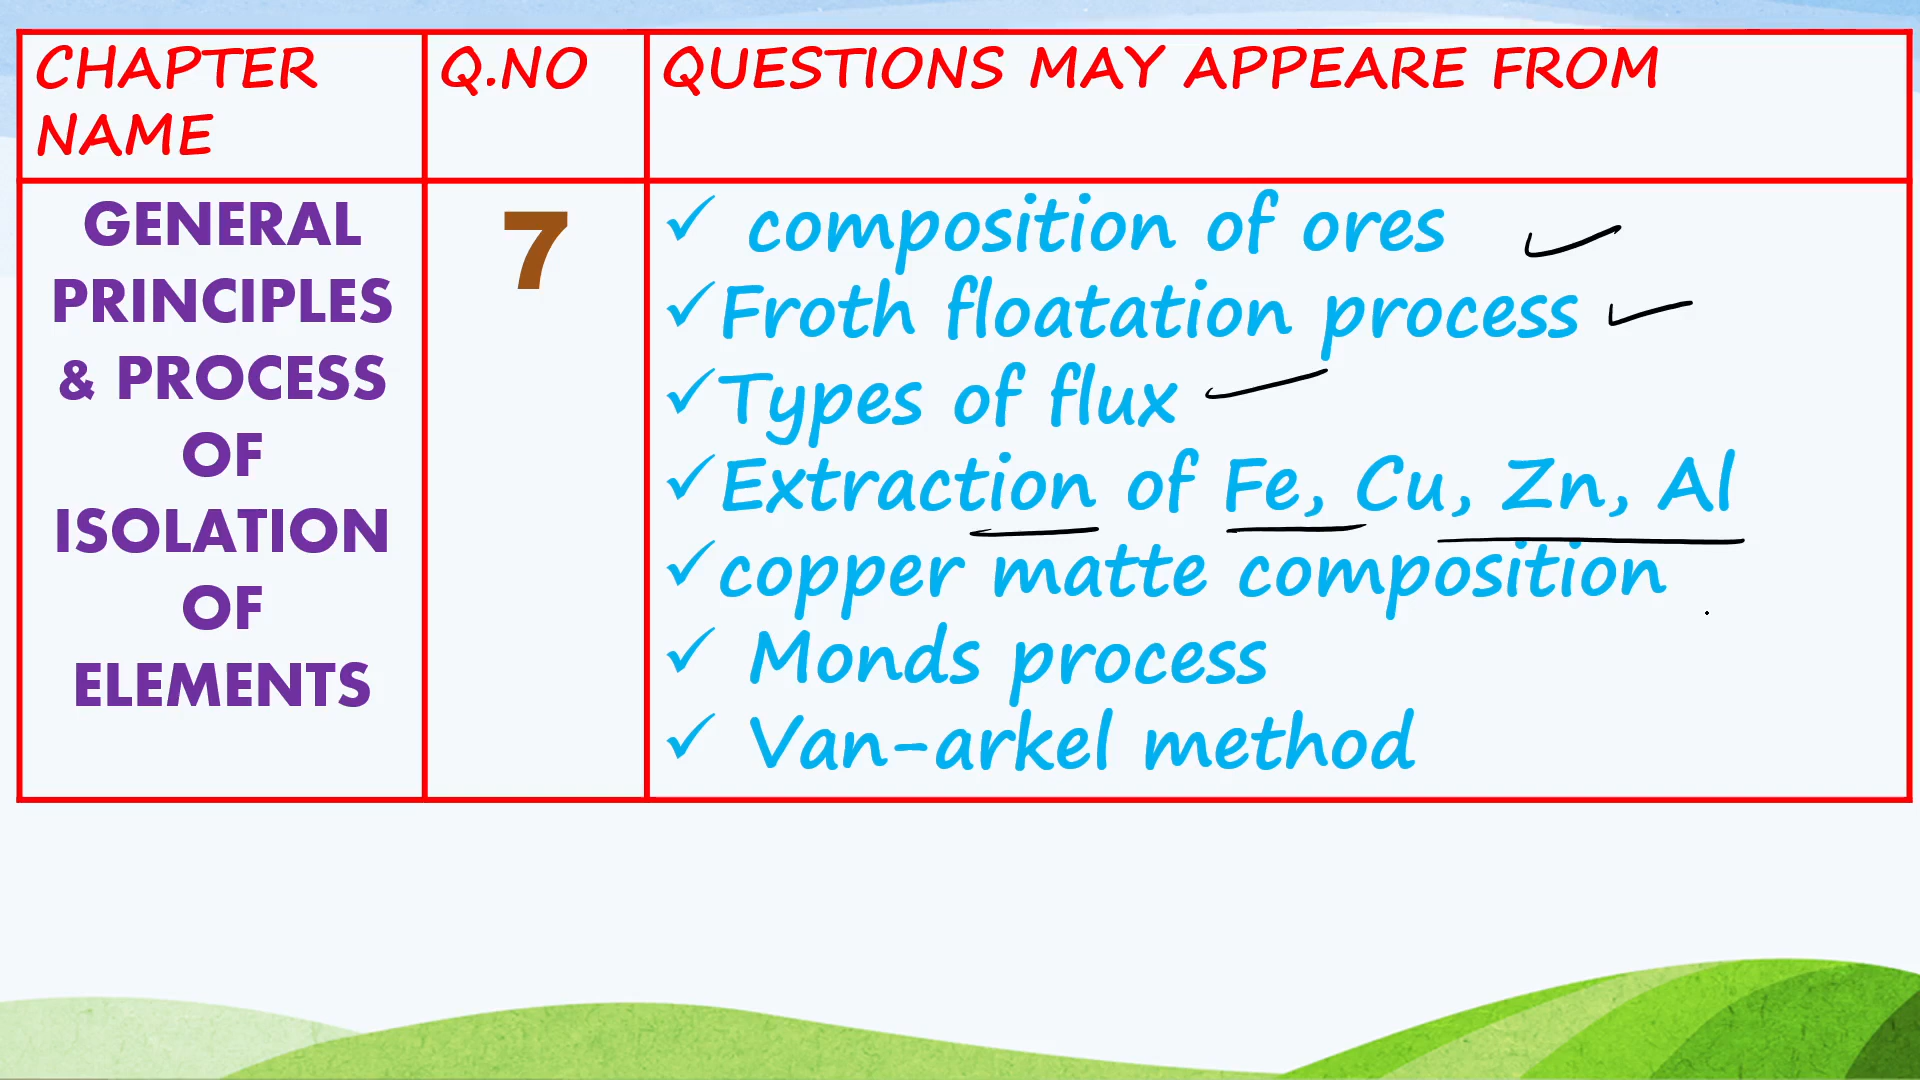 CHAPTER
NAME
Q.NO
QUESTIONS MAY APPEARE FROM
GENERAL
PRINCIPLES
& PROCESS
OF
ISOLATION
OF
ELEMENTS
7
✓ composition of ores
✓Froth floatation process
✓Types of flux
✓Extraction of Fe, Cu, Zn, Al
✓copper matte composition
✓ Monds process
✓ Van-arkel method